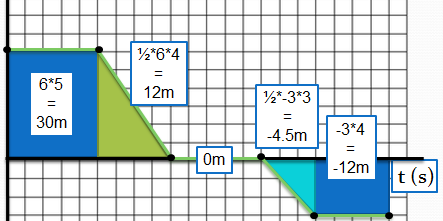 6*5
=
30m
½*6*4
=
12m
0m
½*-3*3
=
-4.5m
-3*4
=
-12m
t (s)